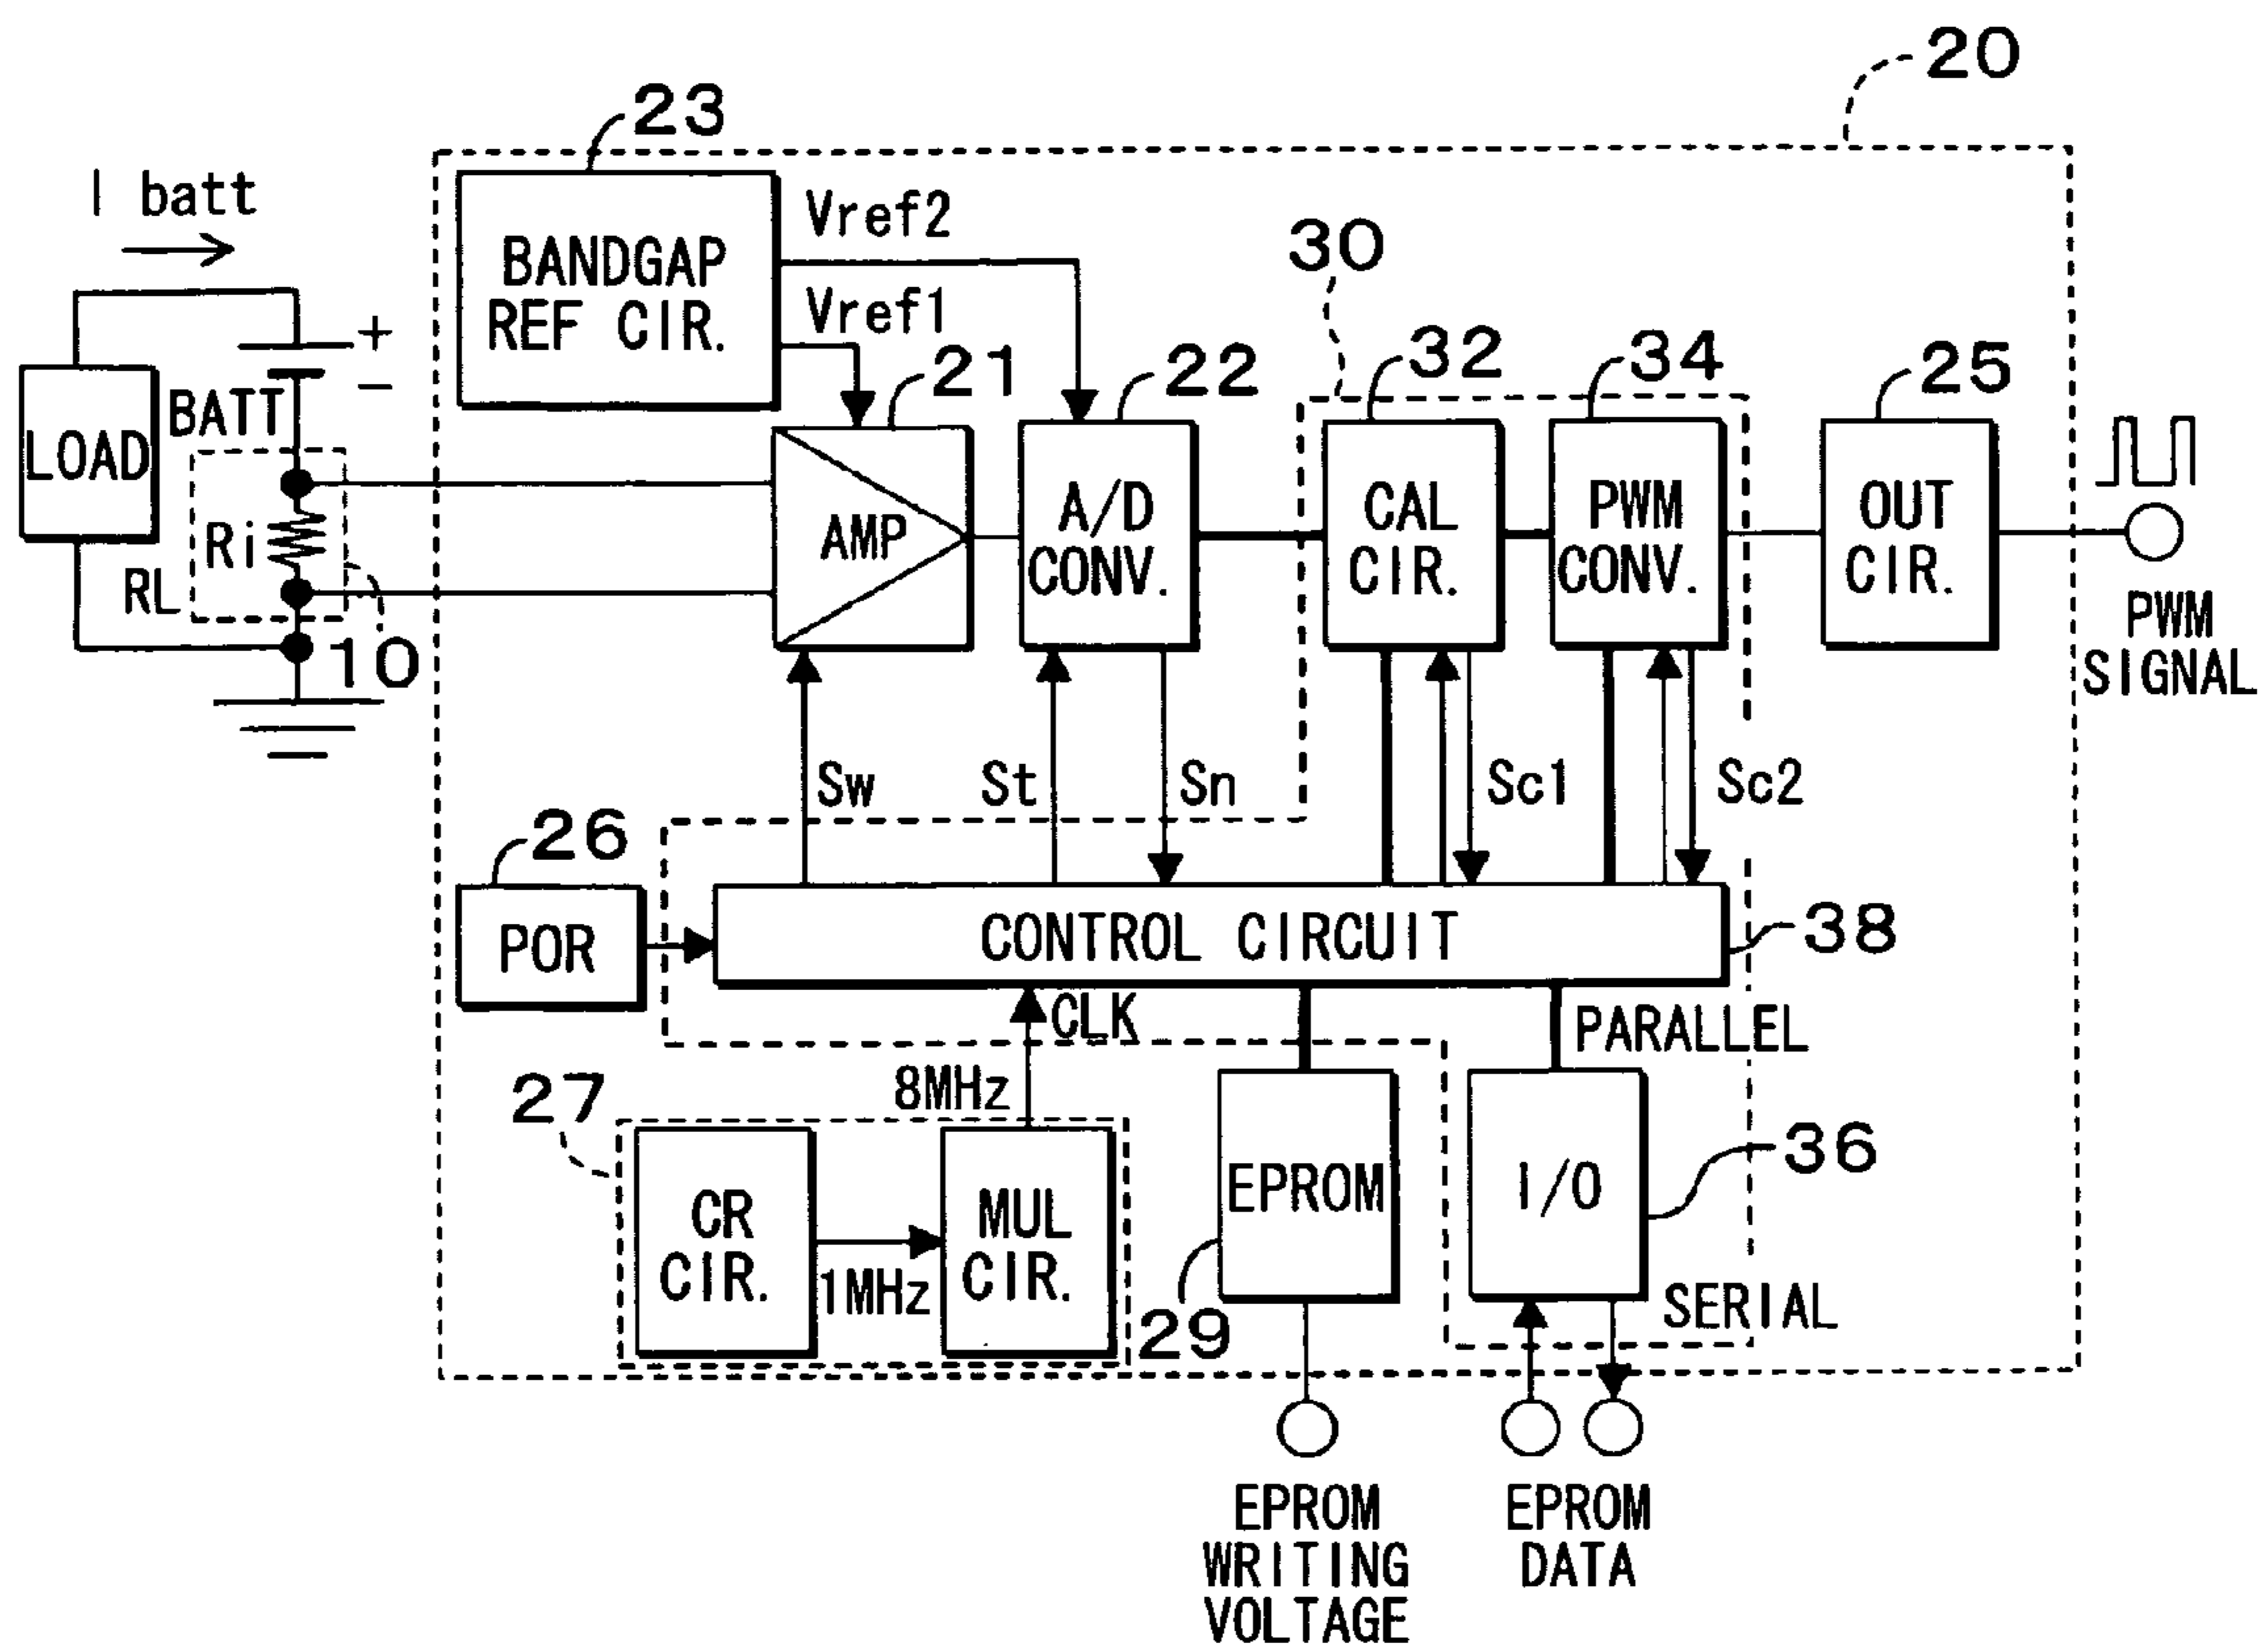 20
23
I batt
Vref2
BANDGAP
REF CIR.
30
Vref1
+
−
21
22
32
34
25
BATT
LOAD
Ri
AMP
A/D
CONV.
CAL
CIR.
PWM
CONV.
OUT
CIR.
RL
10
PWM
SIGNAL
Sw
St
Sn
Sc1
Sc2
26
POR
CONTROL CIRCUIT
38
CLK
PARALLEL
8MHz
27
CR
CIR.
1MHz
MUL
CIR.
EPROM
29
I/O
36
SERIAL
EPROM
WRITING
VOLTAGE
EPROM
DATA